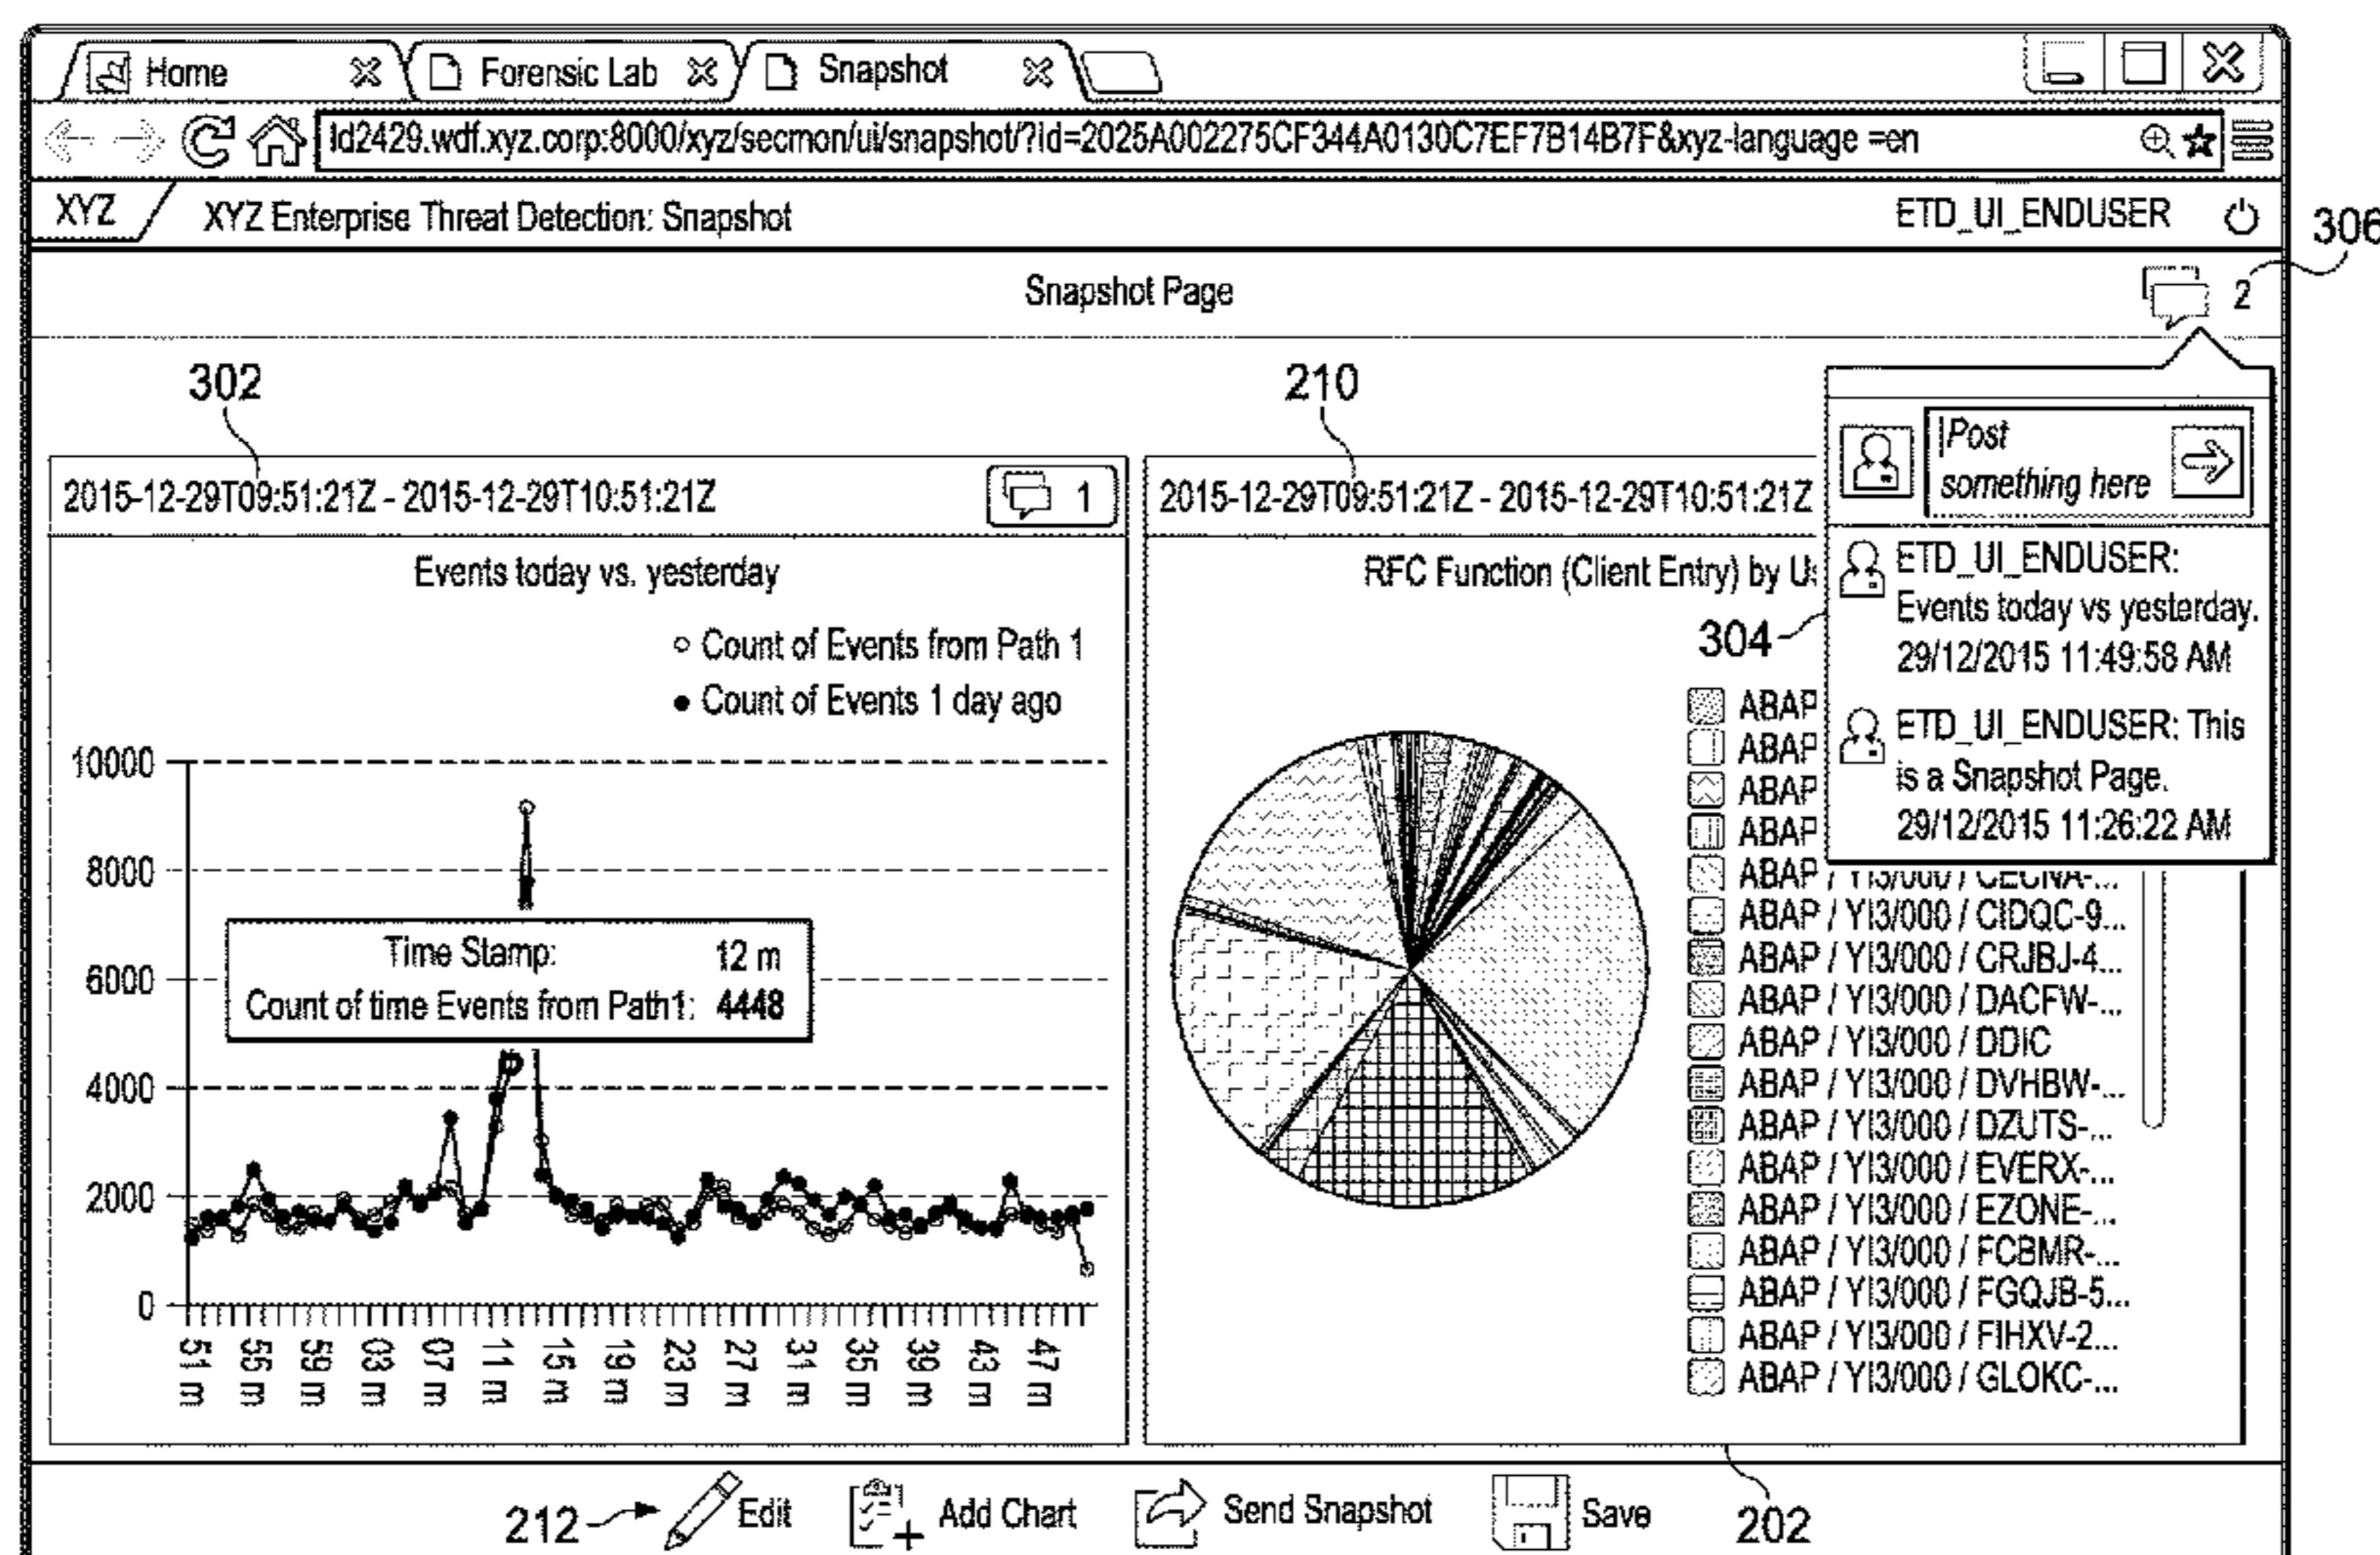 Home
Forensic Lab
Snapshot
ld2429.wdf.xyz.corp:8000/xyz/secmon/ui/snapshot/?id=2025A002275CF344A0130C7EF7B14B7F&xyz-language =en
XYZ
XYZ Enterprise Threat Detection: Snapshot
ETD_UI_ENDUSER
306
Snapshot Page
2
302
210
2015-12-29T09:51:21Z - 2015-12-29T10:51:21Z
1
2015-12-29T09:51:21Z - 2015-12-29T10:51:21Z
Post
something here
Events today vs. yesterday
Count of Events from Path 1
Count of Events 1 day ago
10000
8000
6000
4000
2000
0
Time Stamp: 12 m
Count of time Events from Path1: 4448
51 m
55 m
59 m
03 m
07 m
11 m
15 m
19 m
23 m
27 m
31 m
35 m
39 m
43 m
47 m
RFC Function (Client Entry) by
304
ETD_UI_ENDUSER:
Events today vs yesterday.
29/12/2015 11:49:58 AM
ETD_UI_ENDUSER: This
is a Snapshot Page.
29/12/2015 11:26:22 AM
ABAP
ABAP
ABAP
ABAP
ABAP / YI3/000 / CECNA-...
ABAP / YI3/000 / CIDQC-9...
ABAP / YI3/000 / CRJBJ-4...
ABAP / YI3/000 / DACFW-...
ABAP / YI3/000 / DDIC
ABAP / YI3/000 / DVHBW-...
ABAP / YI3/000 / DZUTS-...
ABAP / YI3/000 / EVERX-...
ABAP / YI3/000 / EZONE-...
ABAP / YI3/000 / FCBMR-...
ABAP / YI3/000 / FGQJB-5...
ABAP / YI3/000 / FIHXV-2...
ABAP / YI3/000 / GLOKC-...
212
Edit
Add Chart
Send Snapshot
Save
202